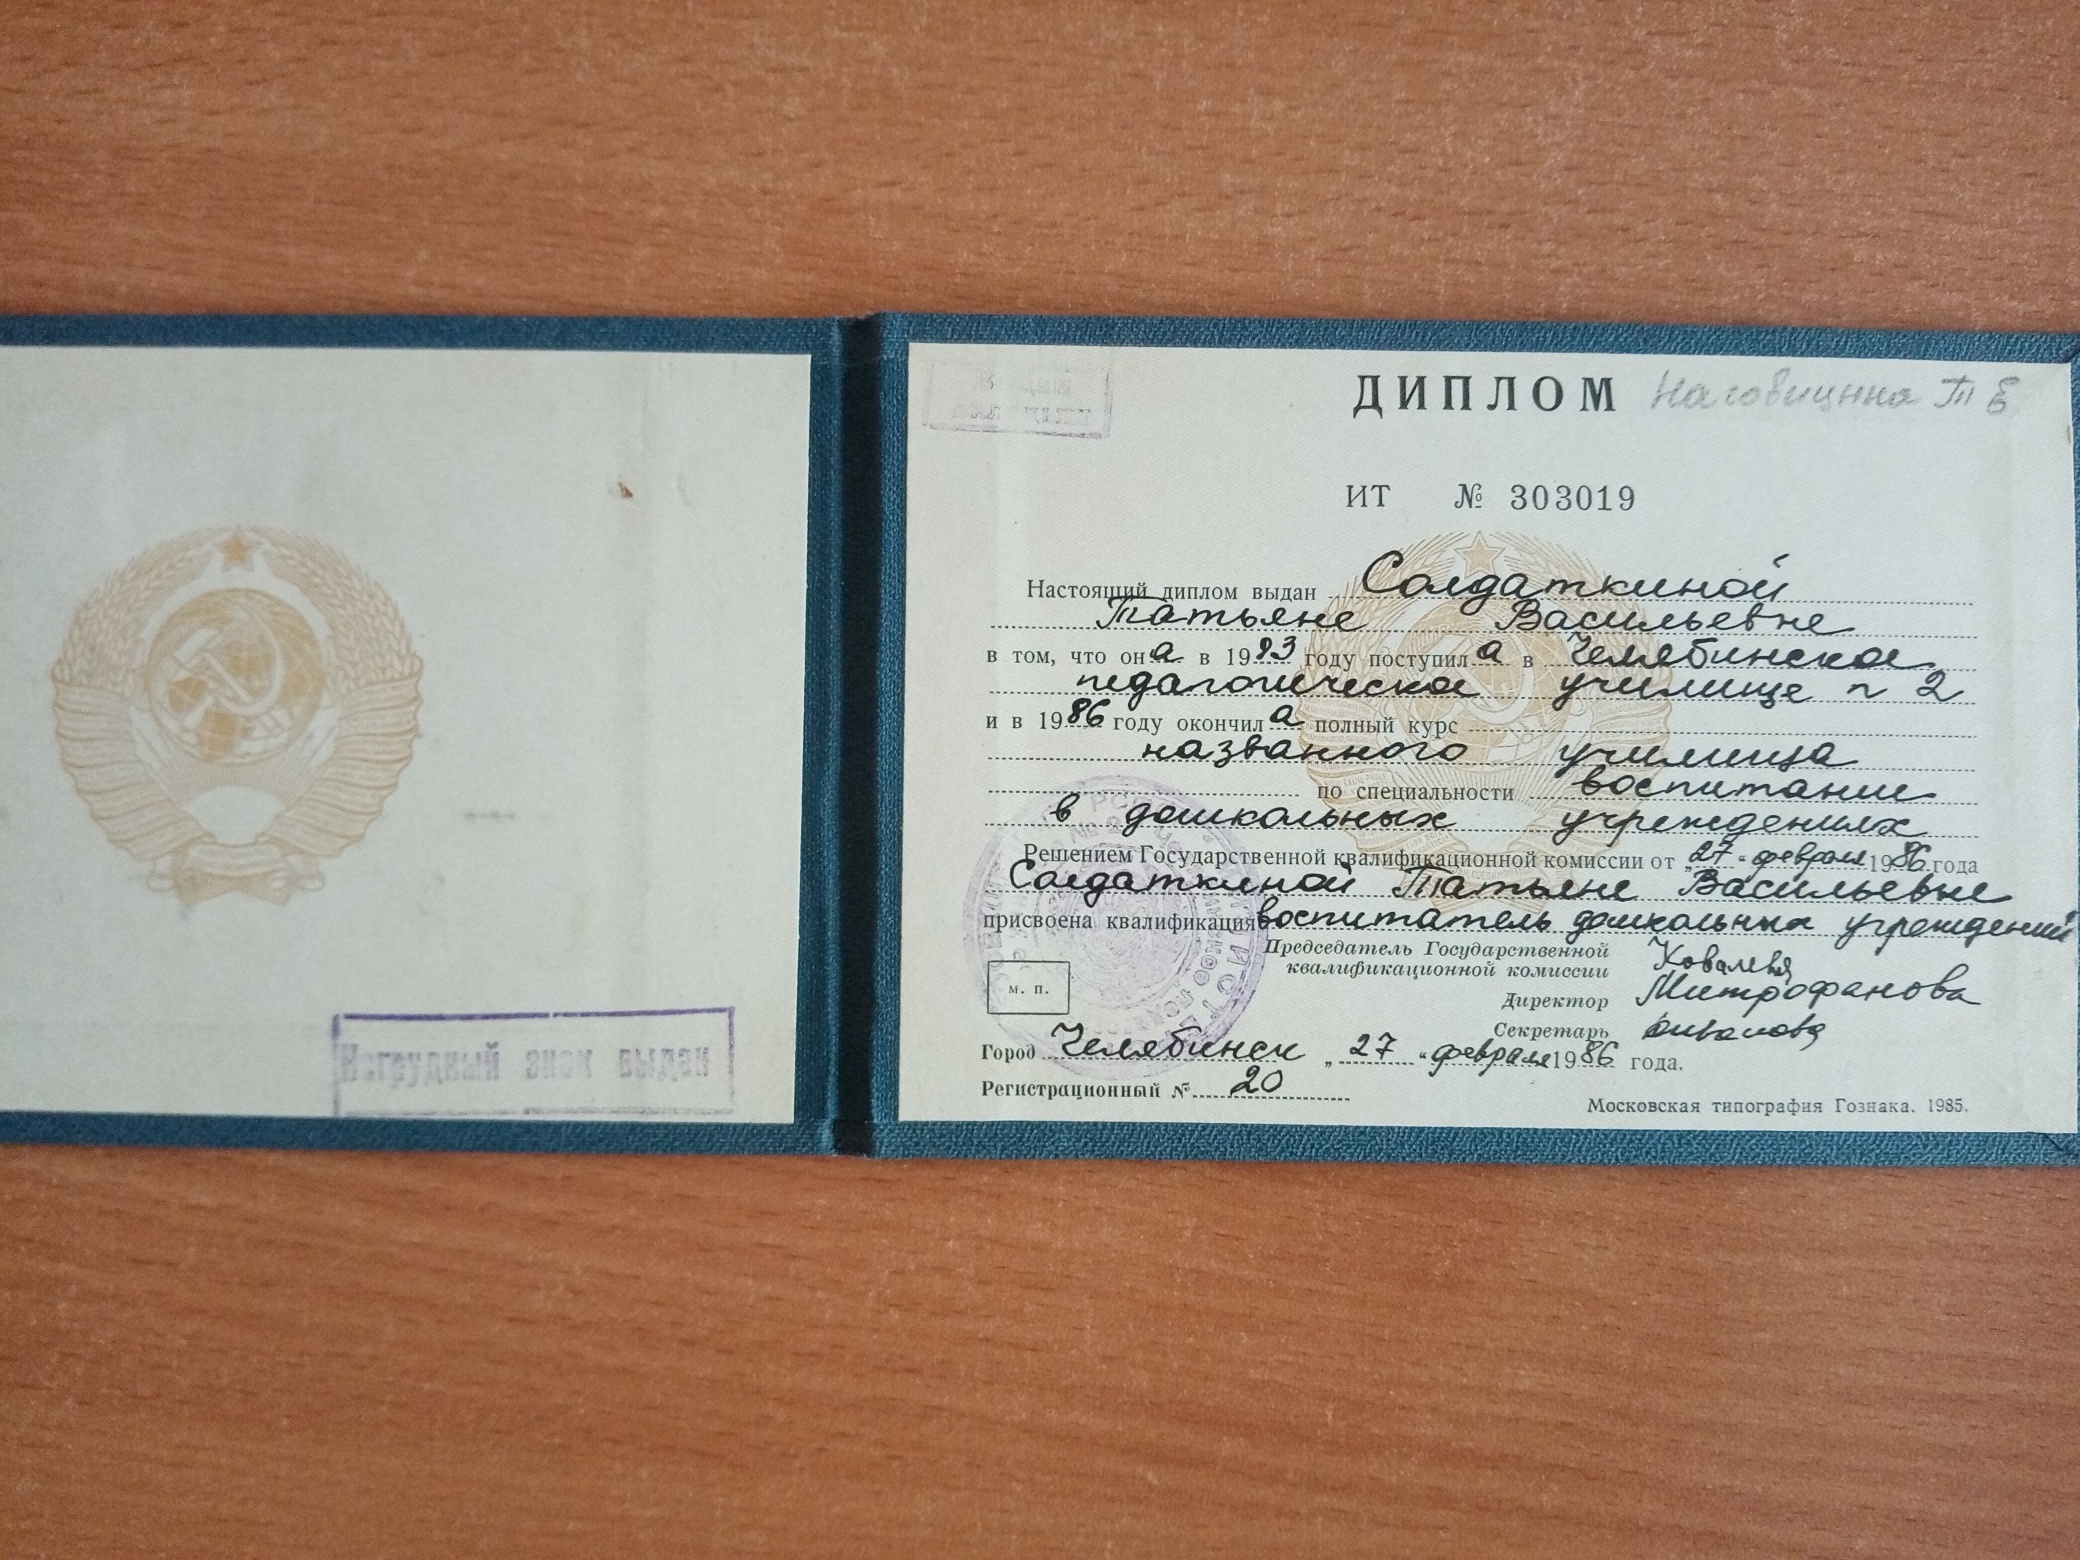 Нагрудный знак выдан
ДИПЛОМ Наговицина Т В
ИТ № 303019
Настоящий диплом выдан Солдаткиной
Татьяне Васильевне
в том, что она в 1983 году поступила в Челябинское
педагогическое училище n 2
и в 1986 году окончила полный курс
названного училища
по специальности воспитание
в дошкольных учреждениях
Решением Государственной квалификационной комиссии от „27“ февраля 1986 года
Солдаткиной Татьяне Васильевне
присвоена квалификация воспитатель дошкольных учреждений
Председатель Государственной
квалификационной комиссии
Директор Митрофанова
Секретарь
м. п.
Город Челябинск „27“ февраля 1986 года.
Регистрационный № 20
Московская типография Гознака. 1985.